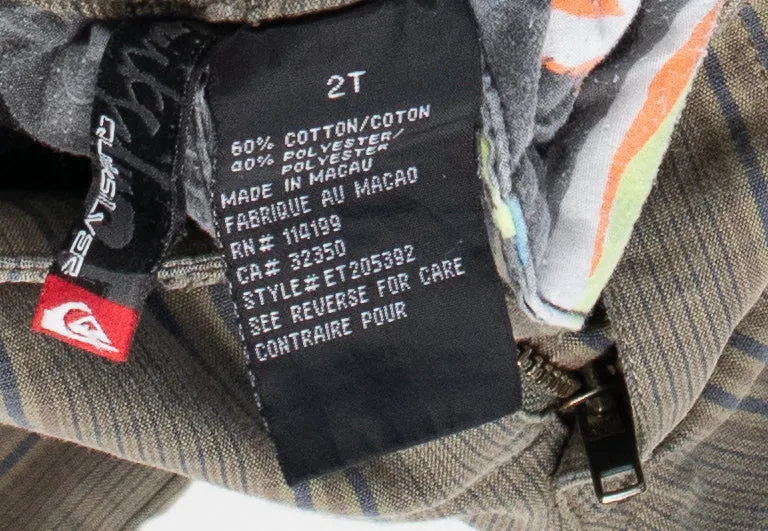 2T
60% COTTON/COTON
40% POLYESTER/
POLYESTER
MADE IN MACAU
FABRIQUE AU MACAO
RN# 114199
CA# 32350
STYLE# ET205392
SEE REVERSE FOR CARE
CONTRAIRE POUR
QUIKSILVER